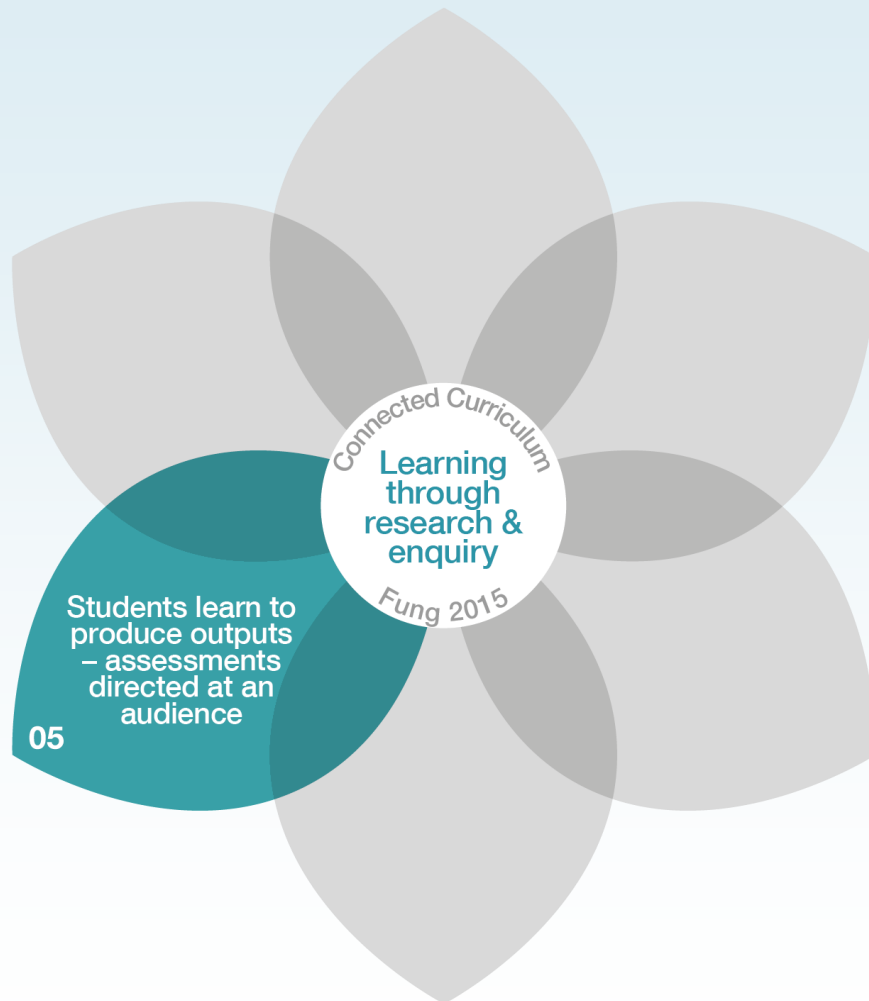 Connected Curriculum
Learning
through
research &
enquiry
Fung 2015
Students learn to
produce outputs
– assessments
directed at an
audience
05